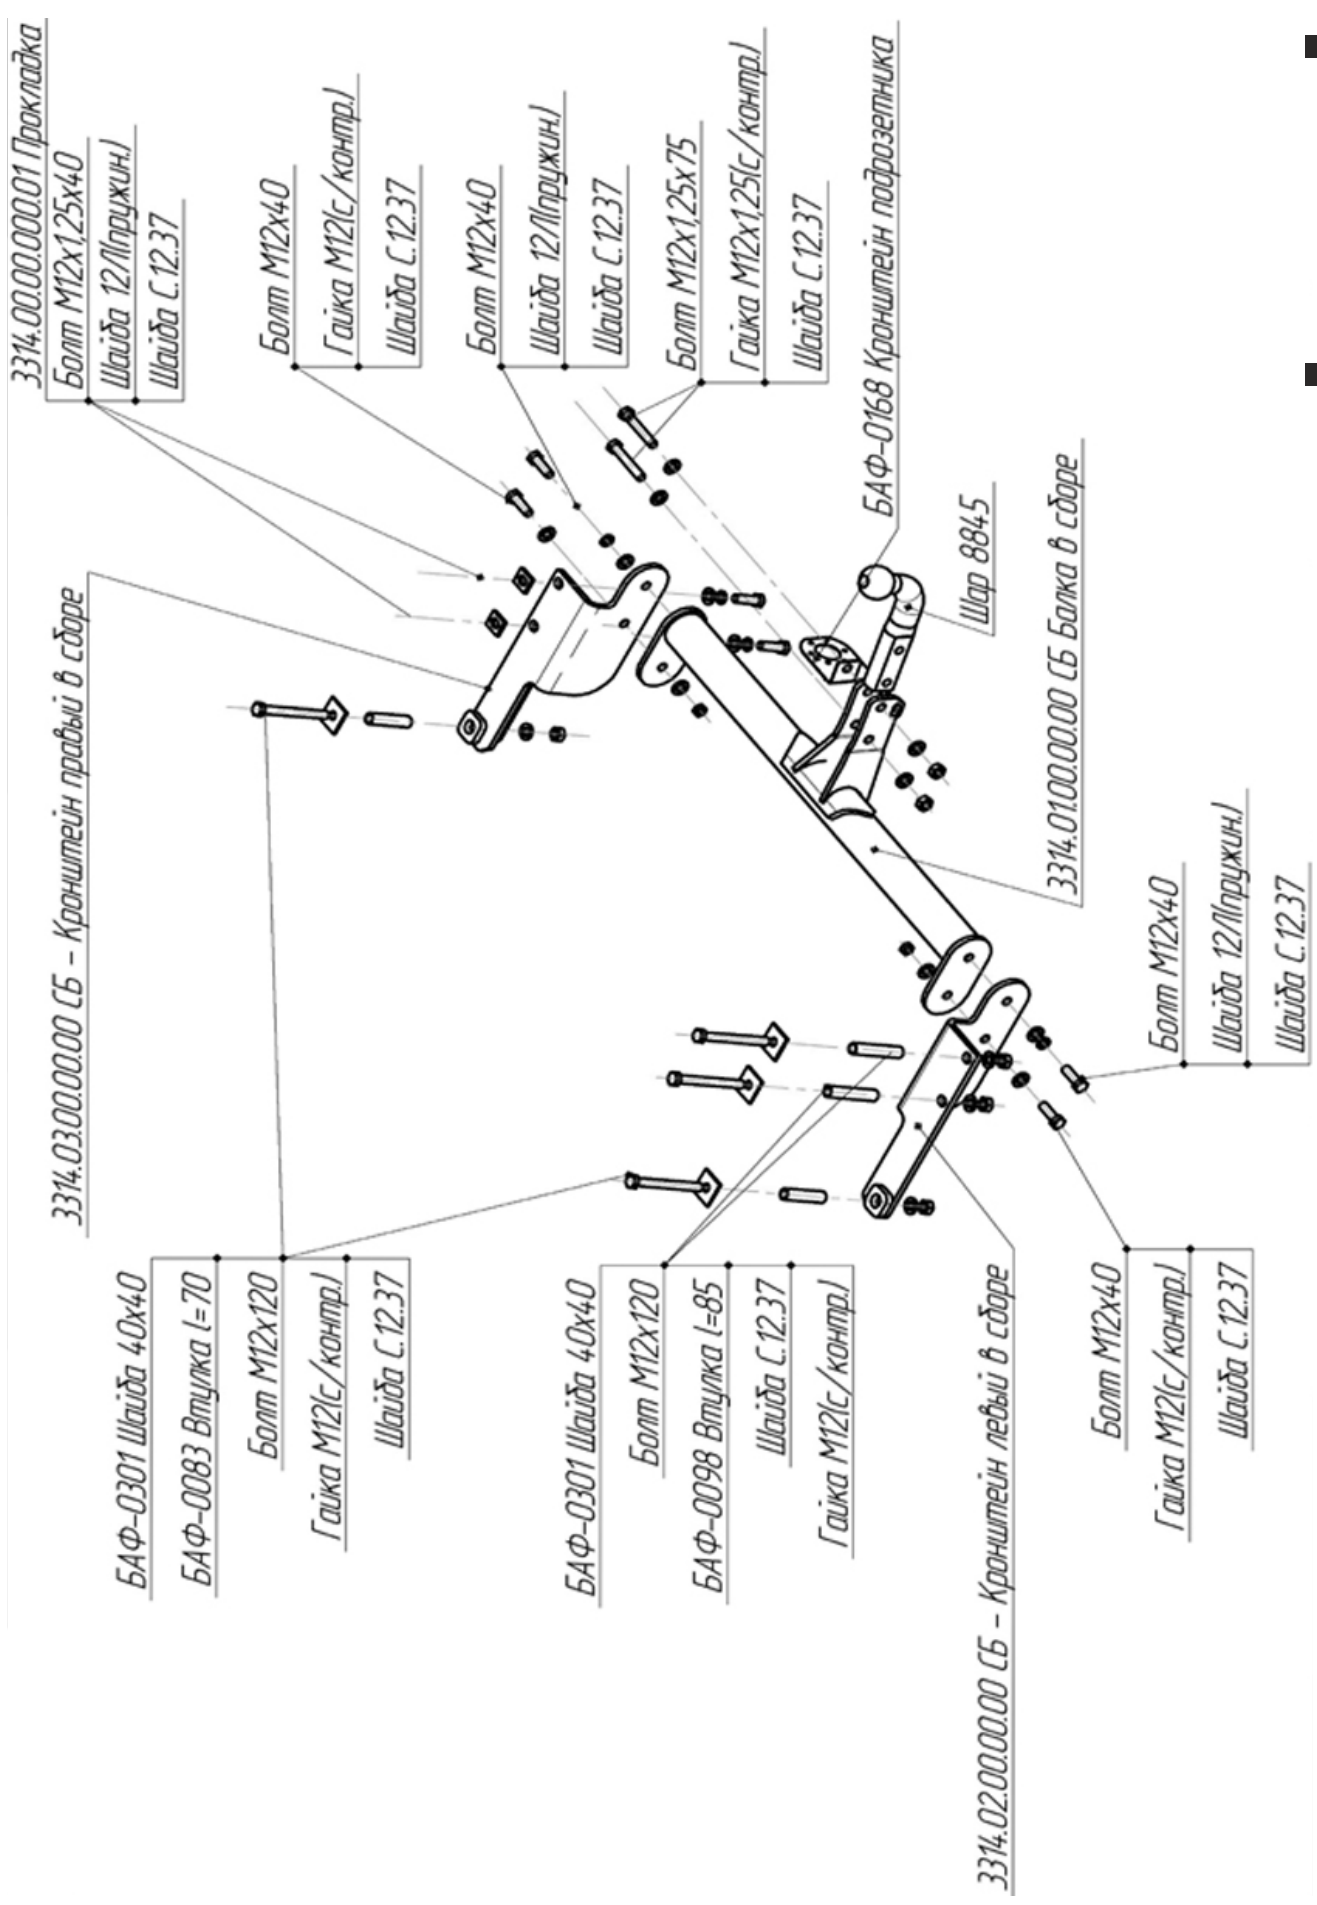 3314.00.00.000.01 Прокладка
Болт М12х1,25х40
Шайба 12Л(пружин.)
Шайба С.12.37
Болт М12х40
Гайка М12(с/контр.)
Шайба С.12.37
Болт М12х40
Шайба 12Л(пружин.)
Шайба С.12.37
Болт М12х1,25х75
Гайка М12х1,25(с/контр.)
Шайба С.12.37
БАФ-0168 Кронштейн подрозетника
Шар 8845
3314.01.00.00.00 СБ Балка в сборе
3314.03.00.00.00 СБ - Кронштейн правый в сборе
Болт М12х40
Шайба 12Л(пружин.)
Шайба С.12.37
БАФ-0301 Шайба 40х40
БАФ-0083 Втулка l=70
Болт М12х120
Гайка М12(с/контр.)
Шайба С.12.37
БАФ-0301 Шайба 40х40
Болт М12х120
БАФ-0098 Втулка l=85
Шайба С.12.37
Гайка М12(с/контр.)
3314.02.00.00.00 СБ - Кронштейн левый в сборе
Болт М12х40
Гайка М12(с/контр.)
Шайба С.12.37